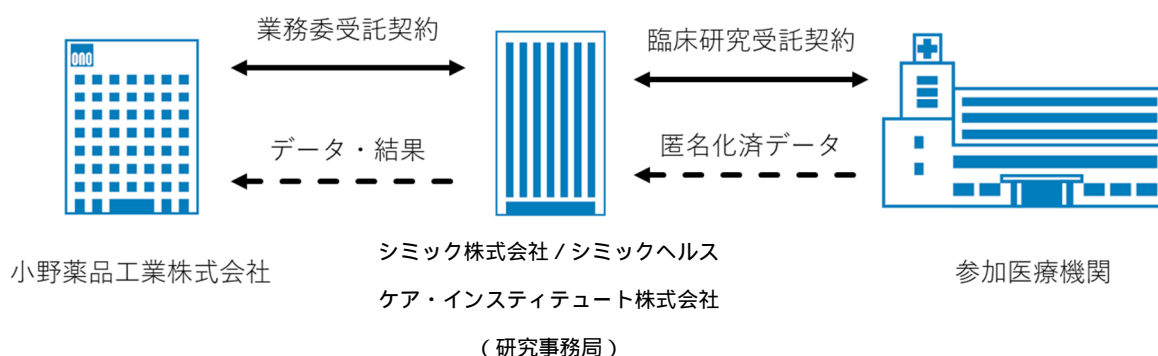 業務委受託契約
臨床研究受託契約
ono
データ・結果
匿名化済データ
小野薬品工業株式会社
シミック株式会社 / シミックヘルス
ケア・インスティテュート株式会社
( 研究事務局 )
参加医療機関